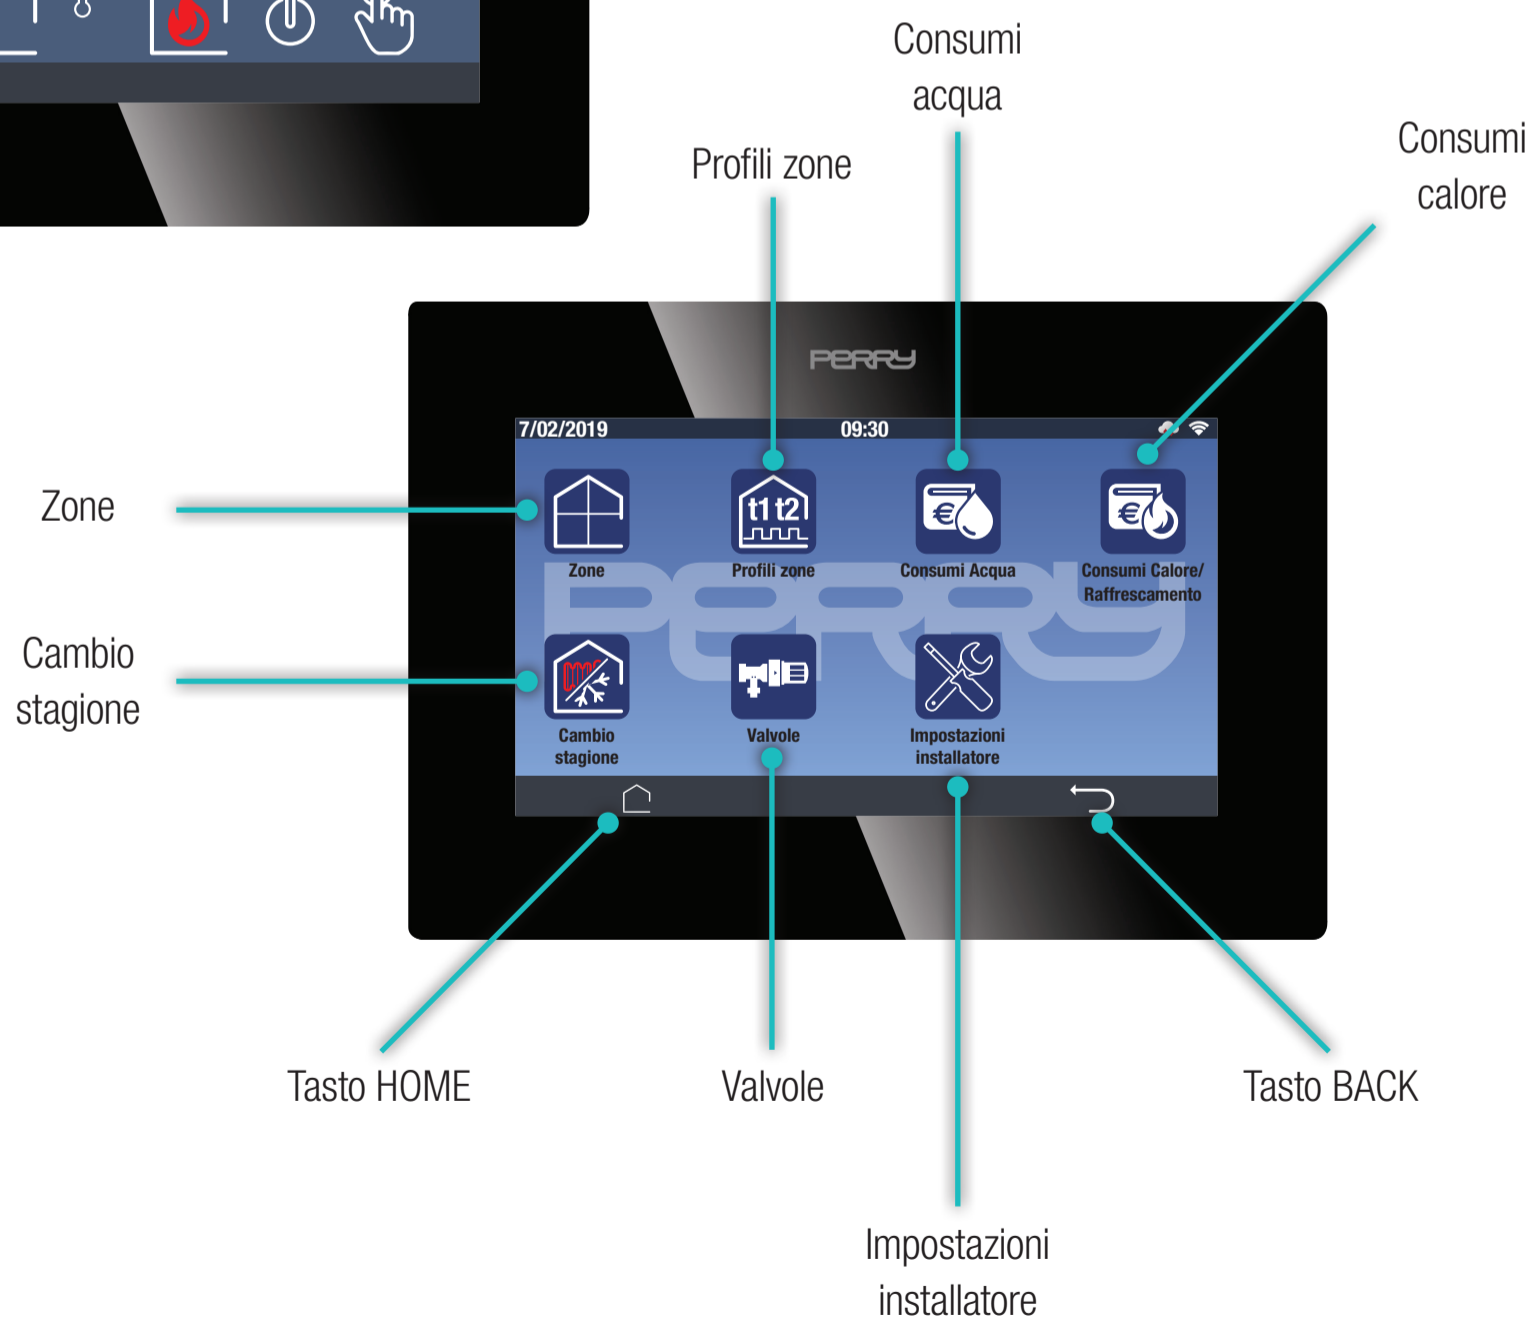 Consumi
acqua
Profili zone
Consumi
calore
PERRY
7/02/2019
09:30
Zone
t1 t2
€
€
Zone
Profili zone
Consumi Acqua
Consumi Calore/
Raffrescamento
PERRY
Cambio
stagione
Cambio
stagione
Valvole
Impostazioni
installatore
Tasto HOME
Valvole
Tasto BACK
Impostazioni
installatore